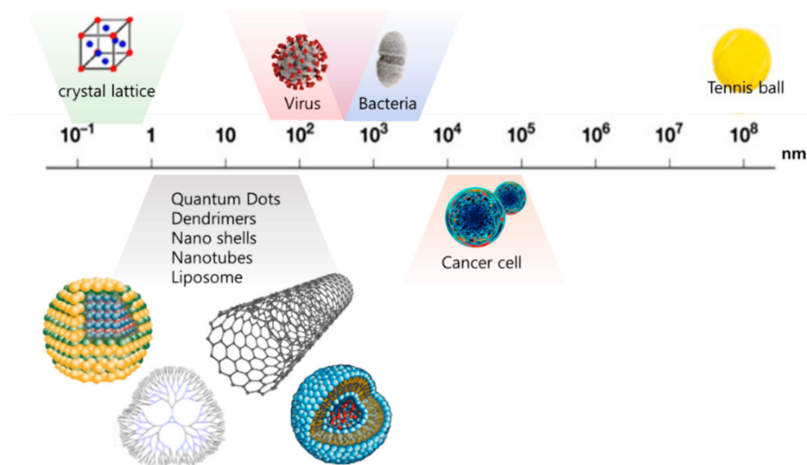 crystal lattice
Virus
Bacteria
Tennis ball
10⁻¹ 1 10 10² 10³ 10⁴ 10⁵ 10⁶ 10⁷ 10⁸
nm
Quantum Dots
Dendrimers
Nano shells
Nanotubes
Liposome
Cancer cell